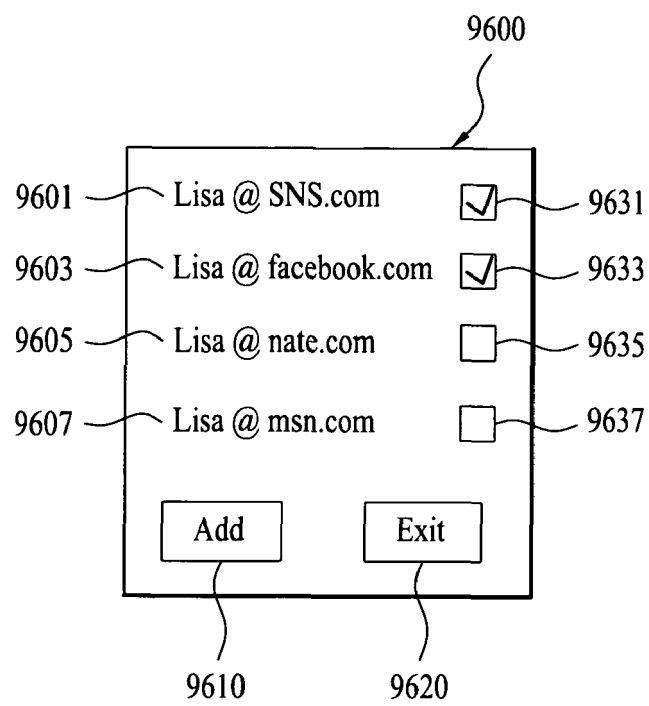 9600
9601 Lisa @ SNS.com 9631
9603 Lisa @ facebook.com 9633
9605 Lisa @ nate.com 9635
9607 Lisa @ msn.com 9637
Add Exit
9610 9620